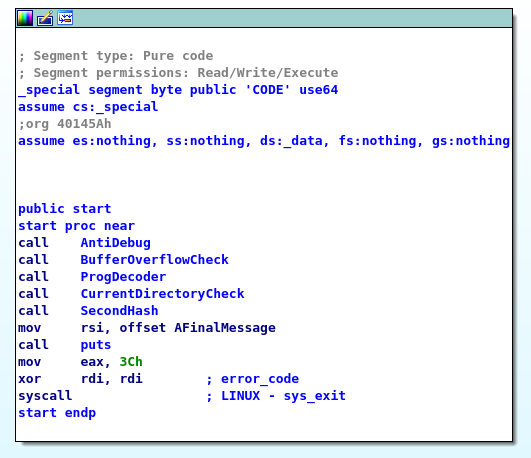 ; Segment type: Pure code
; Segment permissions: Read/Write/Execute
_special segment byte public 'CODE' use64
assume cs:_special
;org 40145Ah
assume es:nothing, ss:nothing, ds:_data, fs:nothing, gs:nothing
public start
start proc near
call    AntiDebug
call    BufferOverflowCheck
call    ProgDecoder
call    CurrentDirectoryCheck
call    SecondHash
mov     rsi, offset AFinalMessage
call    puts
mov     eax, 3Ch
xor     rdi, rdi        ; error_code
syscall                 ; LINUX - sys_exit
start endp